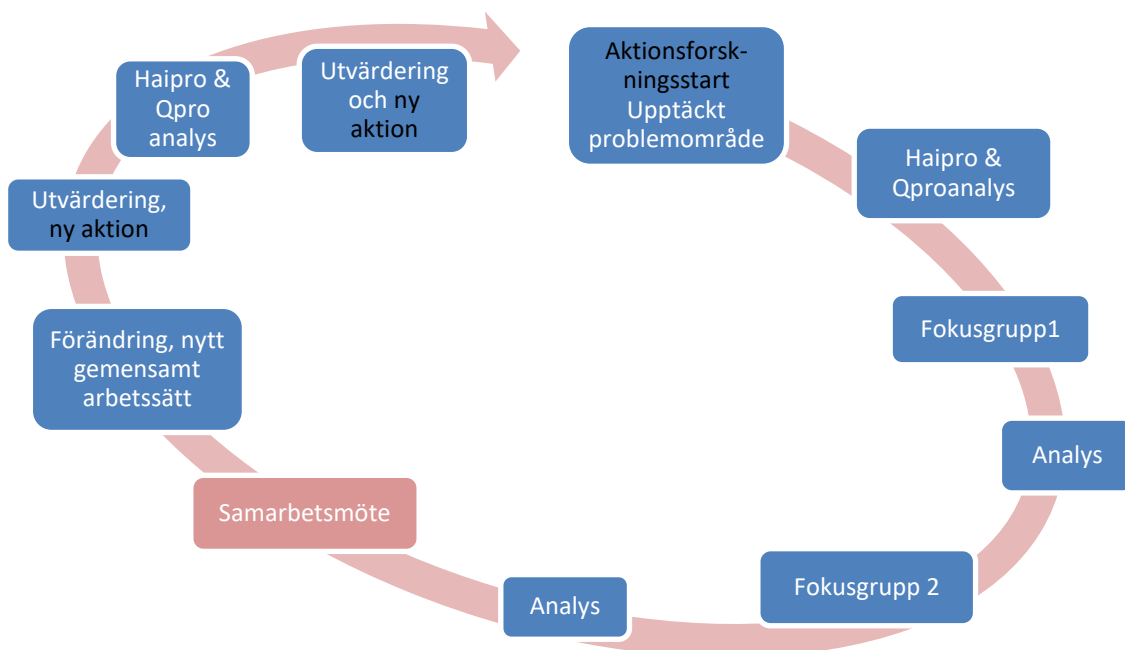 Aktionsforsk-
ningsstart
Upptäckt
problemområde
Haipro &
Qproanalys
Fokusgrupp1
Analys
Fokusgrupp 2
Analys
Samarbetsmöte
Förändring, nytt
gemensamt
arbetssätt
Utvärdering,
ny aktion
Haipro &
Qpro
analys
Utvärdering
och ny
aktion